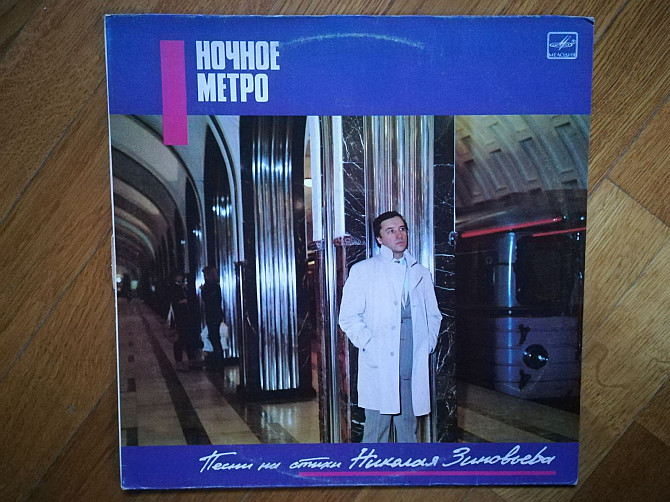 НОЧНОЕ
МЕТРО
МЕЛОДИЯ
Песни на стихи Николая Зиновьева